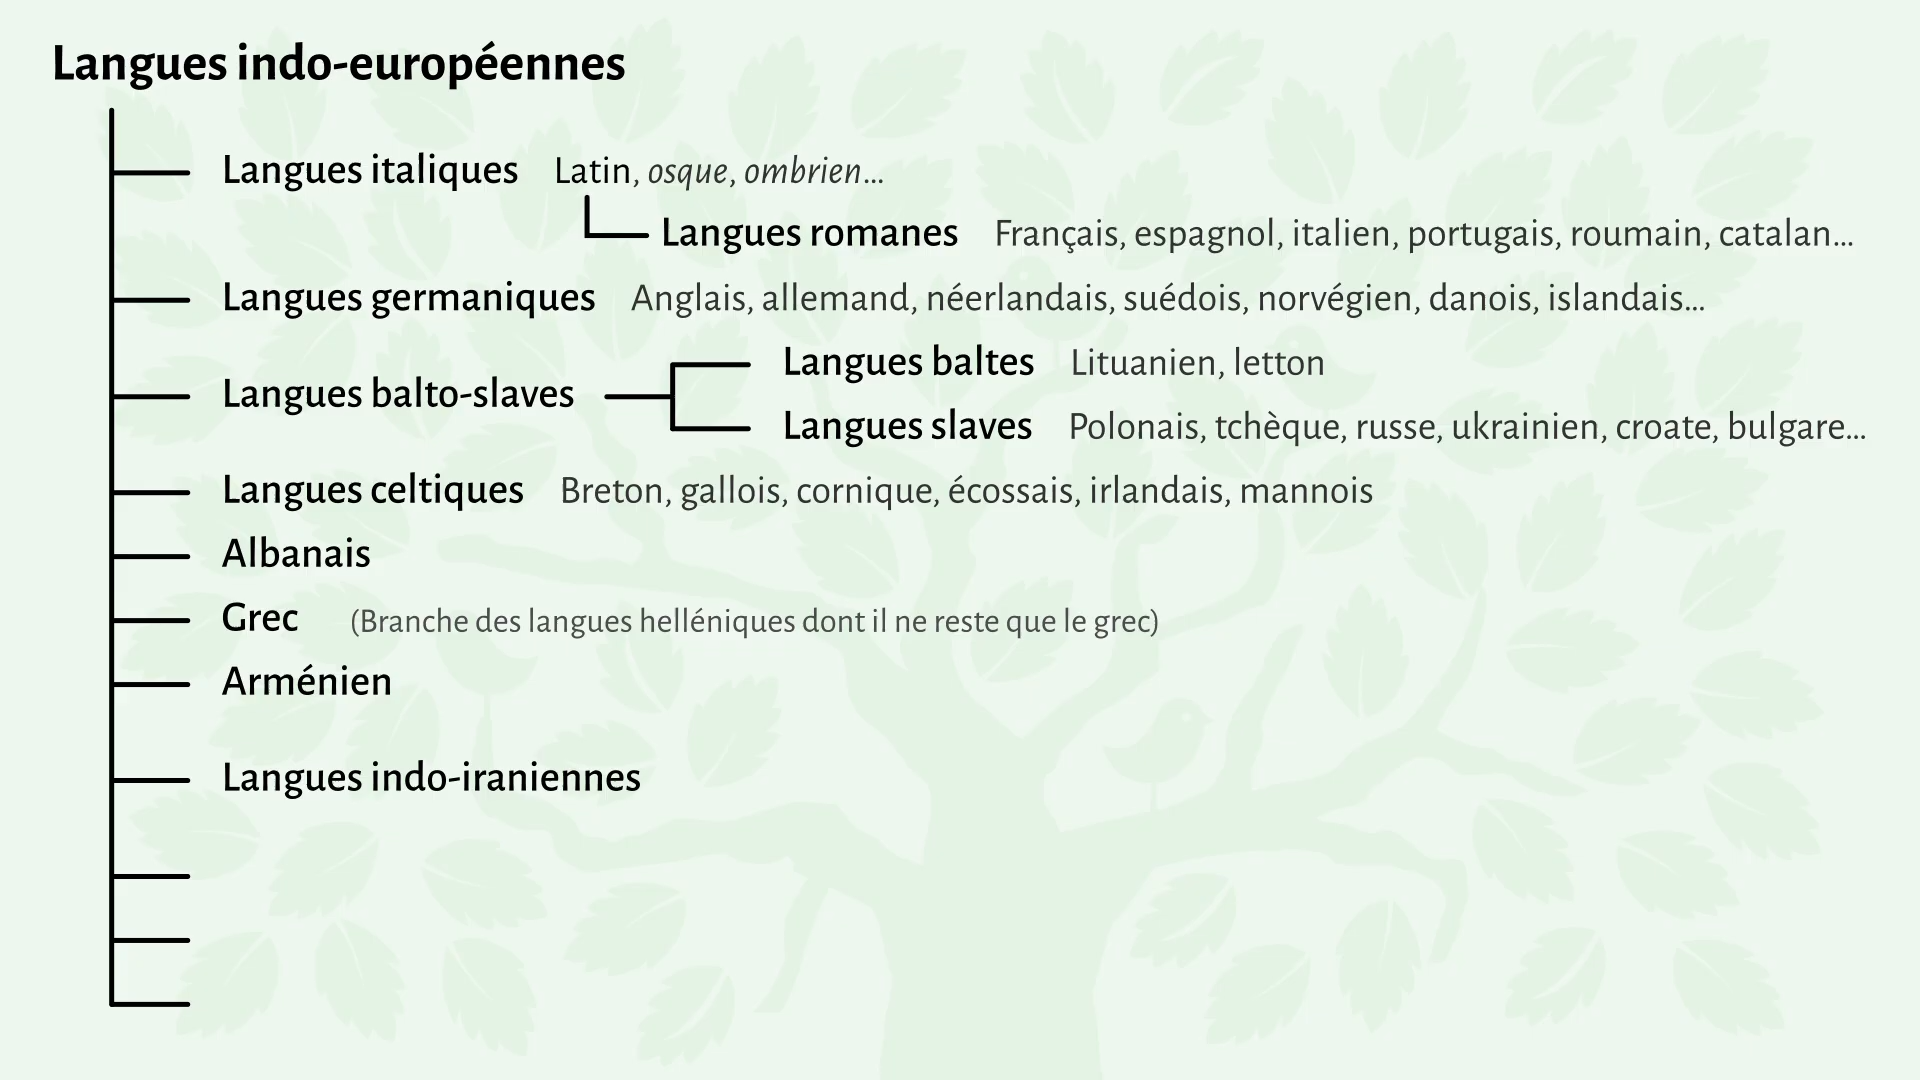 Langues indo-européennes
Langues italiques Latin, osque, ombrien...
Langues romanes Français, espagnol, italien, portugais, roumain, catalan...
Langues germaniques Anglais, allemand, néerlandais, suédois, norvégien, danois, islandais...
Langues baltes Lituanien, letton
Langues balto-slaves
Langues slaves Polonais, tchèque, russe, ukrainien, croate, bulgare...
Langues celtiques Breton, gallois, cornique, écossais, irlandais, mannois
Albanais
Grec (Branche des langues helléniques dont il ne reste que le grec)
Arménien
Langues indo-iraniennes